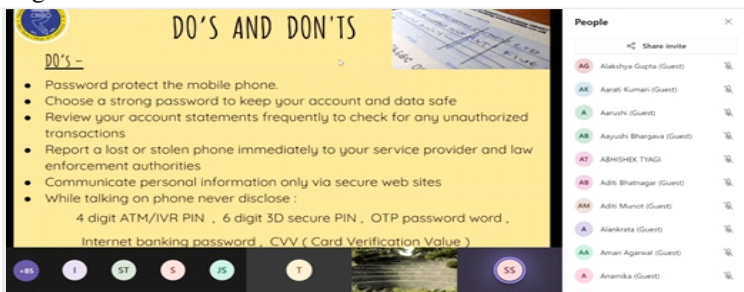 DO'S AND DON'TS
DO's –
• Password protect the mobile phone.
• Choose a strong password to keep your account and data safe
• Review your account statements frequently to check for any unauthorized
transactions
• Report a lost or stolen phone immediately to your service provider and law
enforcement authorities
• Communicate personal information only via secure web sites
• While talking on phone never disclose :
4 digit ATM/IVR PIN , 6 digit 3D secure PIN , OTP password word ,
Internet banking password , CVV ( Card Verification Value )
+85 I ST S JS T SS
People
Share invite
AG Alakshya Gupta (Guest)
AK Aarati Kumari (Guest)
A Aarushi (Guest)
AB Aayushi Bhargava (Guest)
AT ABHISHEK TYAGI
AB Aditi Bhatnagar (Guest)
AM Aditi Munot (Guest)
A Alankrata (Guest)
AA Aman Agarwal (Guest)
A Anamika (Guest)